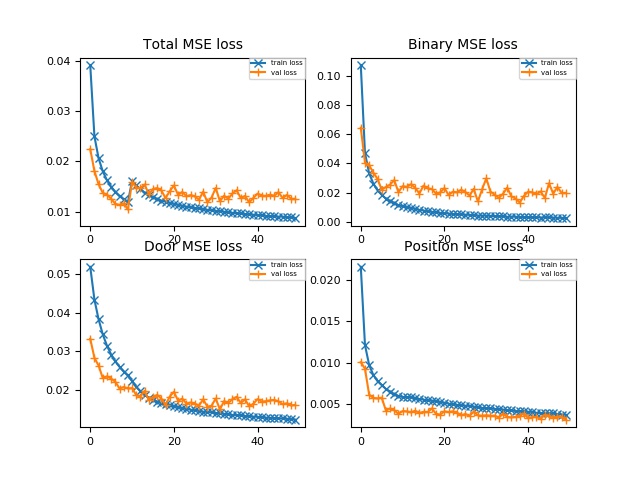 Total MSE loss
0.04
0.03
0.02
0.01
0
20
40
train loss
val loss
Binary MSE loss
0.10
0.08
0.06
0.04
0.02
0.00
0
20
40
train loss
val loss
Door MSE loss
0.05
0.04
0.03
0.02
0
20
40
train loss
val loss
Position MSE loss
0.020
0.015
0.010
0.005
0
20
40
train loss
val loss